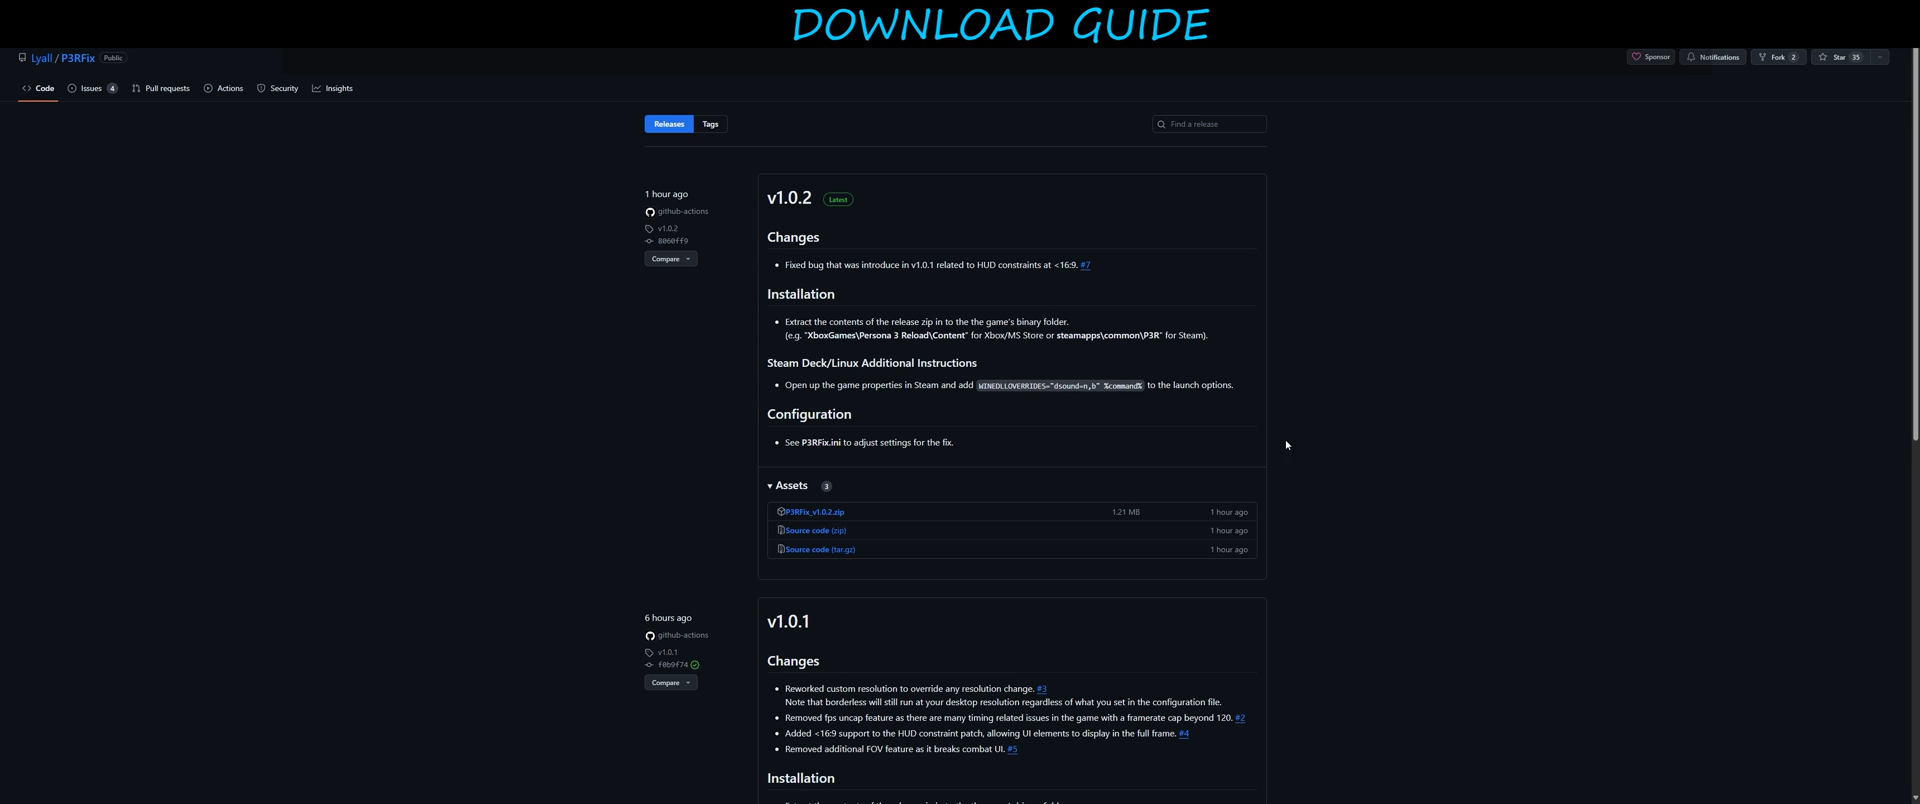 DOWNLOAD GUIDE
Lyall / P3RFix Public
Sponsor Notifications Fork 2 Star 35
Code Issues 4 Pull requests Actions Security Insights
Releases Tags
Find a release
1 hour ago
github-actions
v1.0.2
8060ff9
Compare
v1.0.2 Latest
Changes
Fixed bug that was introduce in v1.0.1 related to HUD constraints at <16:9. #7
Installation
Extract the contents of the release zip in to the the game's binary folder.
(e.g. "XboxGames\Persona 3 Reload\Content" for Xbox/MS Store or steamapps\common\P3R" for Steam).
Steam Deck/Linux Additional Instructions
Open up the game properties in Steam and add WINEDLLOVERRIDES="dsound=n,b" %command% to the launch options.
Configuration
See P3RFix.ini to adjust settings for the fix.
Assets 3
P3RFix_v1.0.2.zip 1.21 MB 1 hour ago
Source code (zip) 1 hour ago
Source code (tar.gz) 1 hour ago
6 hours ago
github-actions
v1.0.1
f0b9f74
Compare
v1.0.1
Changes
Reworked custom resolution to override any resolution change. #3
Note that borderless will still run at your desktop resolution regardless of what you set in the configuration file.
Removed fps uncap feature as there are many timing related issues in the game with a framerate cap beyond 120. #2
Added <16:9 support to the HUD constraint patch, allowing UI elements to display in the full frame. #4
Removed additional FOV feature as it breaks combat UI. #5
Installation